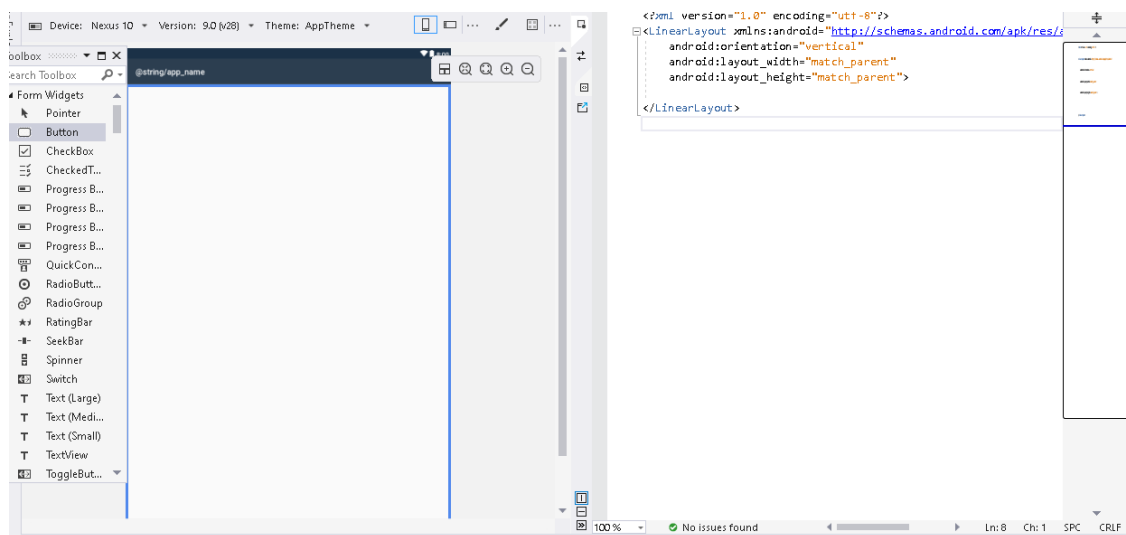 Device: Nexus 10 Version: 9.0 (v28) Theme: AppTheme
oolbox
earch Toolbox
Form Widgets
Pointer
Button
CheckBox
CheckedT...
Progress B...
Progress B...
Progress B...
Progress B...
QuickCon...
RadioButt...
RadioGroup
RatingBar
SeekBar
Spinner
Switch
Text (Large)
Text (Medi...
Text (Small)
TextView
ToggleBut...
@string/app_name
<?xml version="1.0" encoding="utf-8"?>
<LinearLayout xmlns:android="http://schemas.android.com/apk/res/a
android:orientation="vertical"
android:layout_width="match_parent"
android:layout_height="match_parent">
</LinearLayout>
100 % No issues found Ln: 8 Ch: 1 SPC CRLF